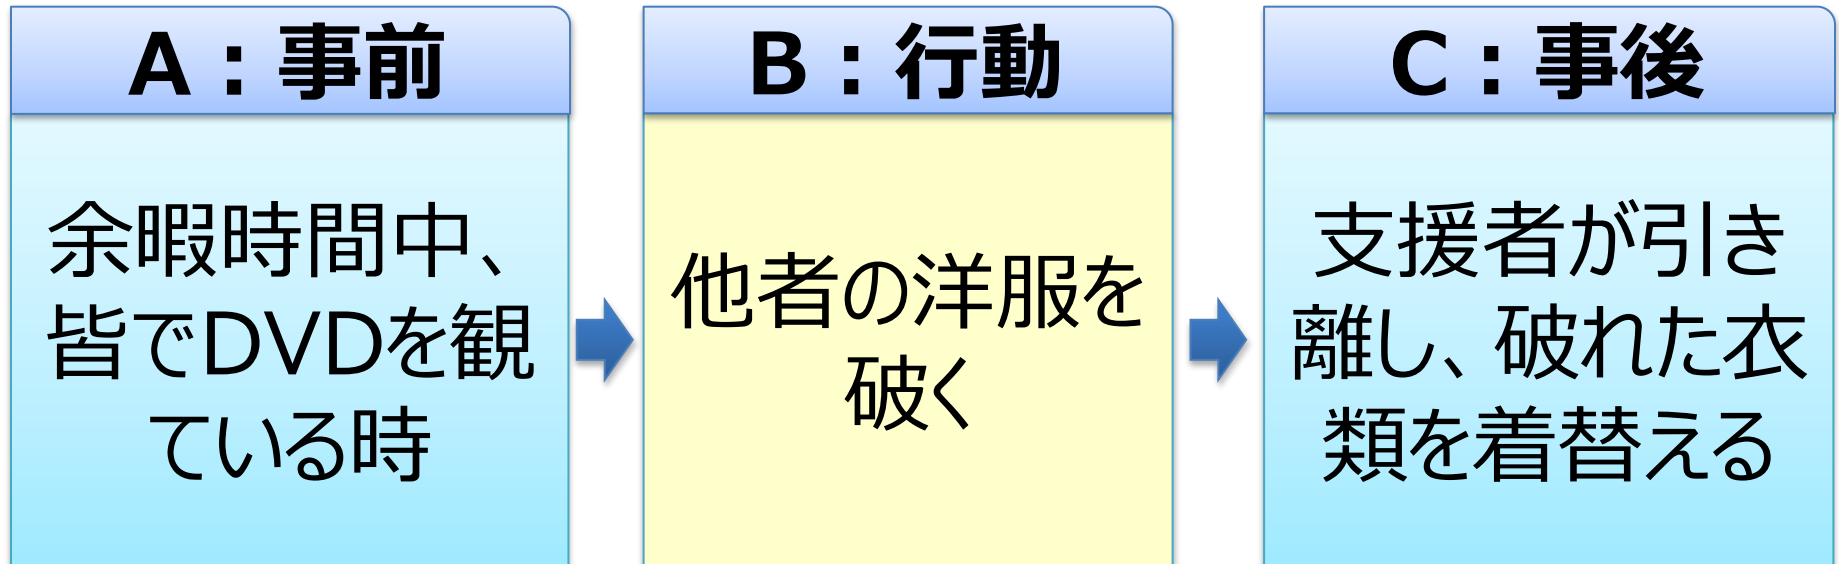 A：事前
余暇時間中、
皆でDVDを観
ている時
B：行動
他者の洋服を
破く
C：事後
支援者が引き
離し、破れた衣
類を着替える